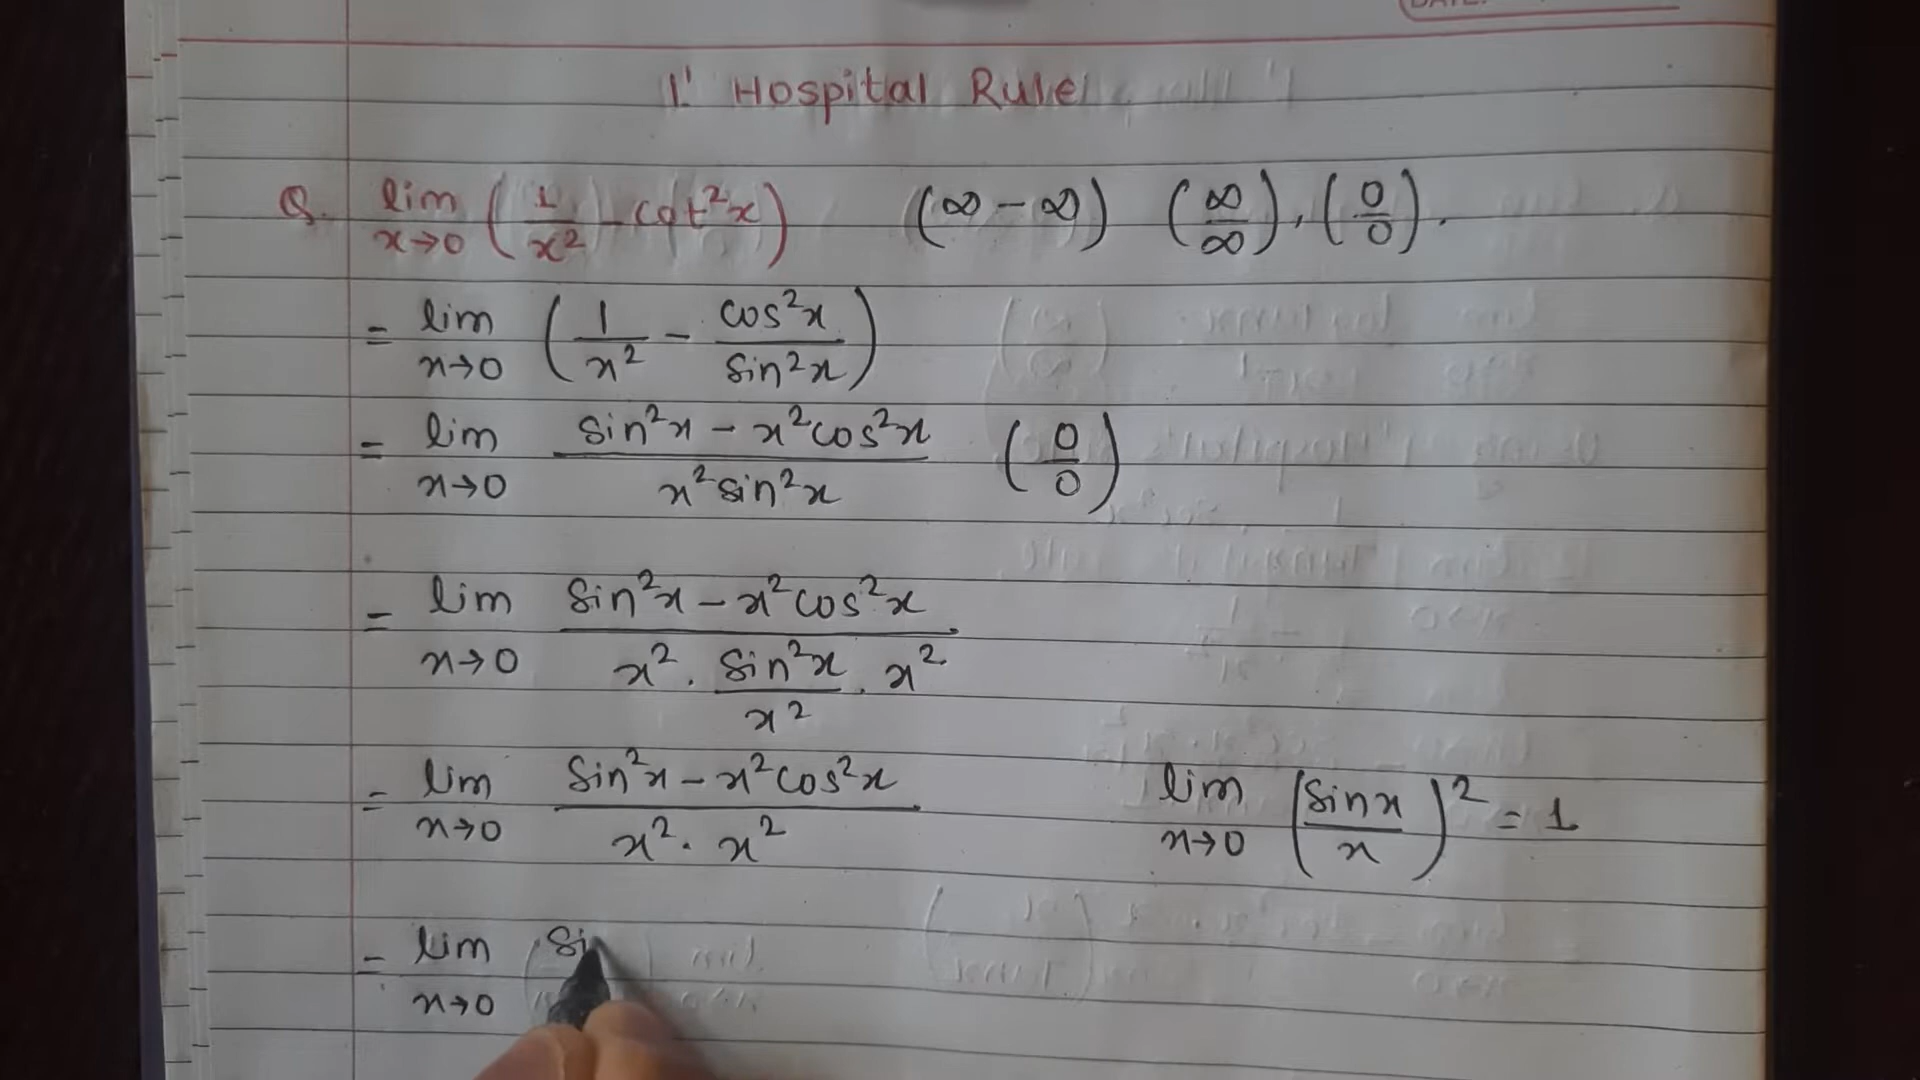 L' Hospital Rule
Q. lim x→0 (1/x² - cot²x) (∞ - ∞) (∞/∞), (0/0).
= lim x→0 (1/x² - cos²x/sin²x)
= lim x→0 (sin²x - x²cos²x)/(x²sin²x) (0/0)
= lim x→0 (sin²x - x²cos²x)/(x² · sin²x/x² · x²)
= lim x→0 (sin²x - x²cos²x)/(x² · x²) lim x→0 (sinx/x)² = 1
= lim x→0 si